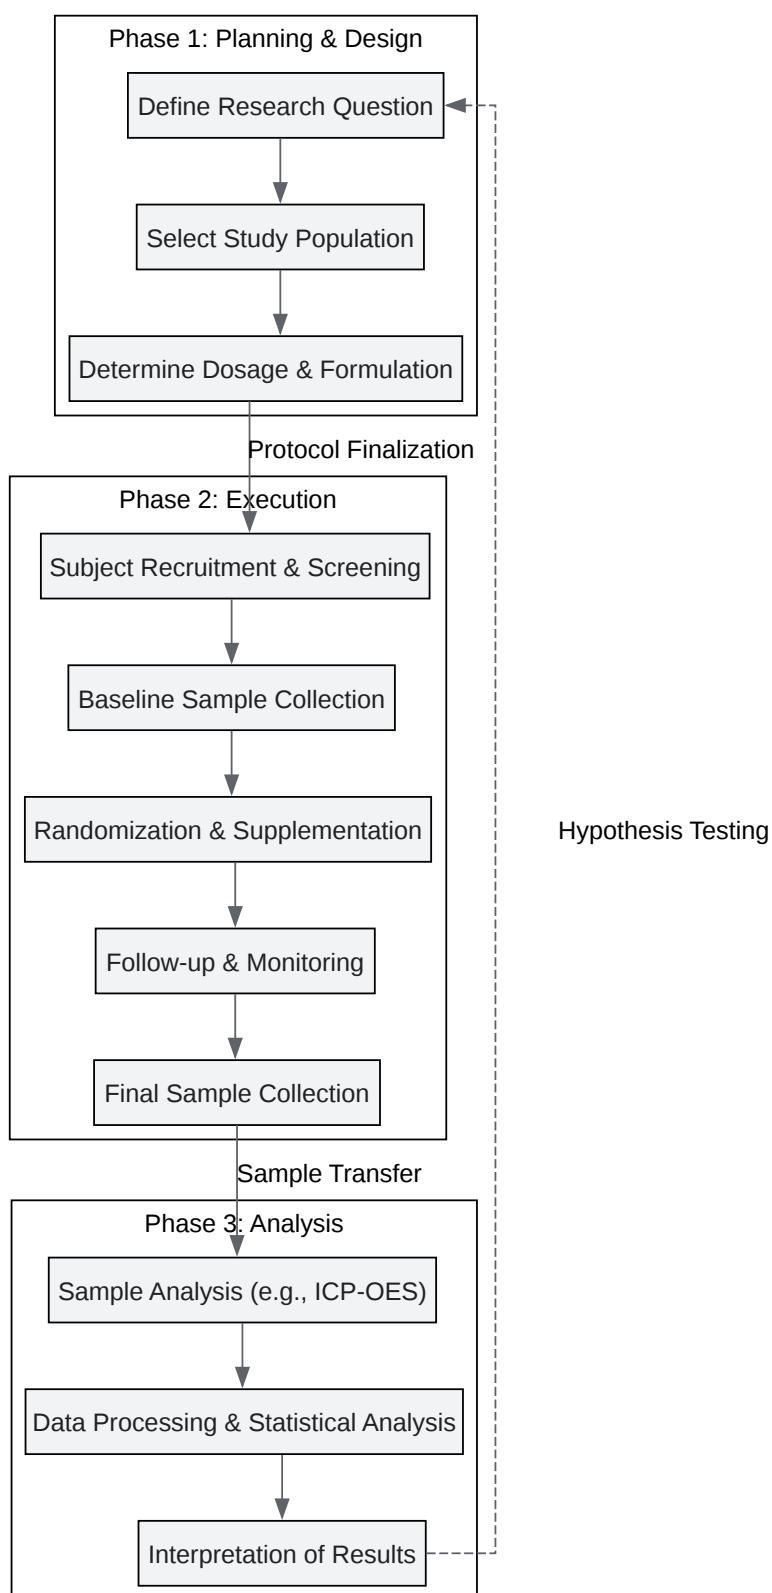 Phase 1: Planning & Design
Define Research Question
Select Study Population
Determine Dosage & Formulation
Protocol Finalization
Phase 2: Execution
Subject Recruitment & Screening
Baseline Sample Collection
Randomization & Supplementation
Hypothesis Testing
Follow-up & Monitoring
Final Sample Collection
Sample Transfer
Phase 3: Analysis
Sample Analysis (e.g., ICP-OES)
Data Processing & Statistical Analysis
Interpretation of Results